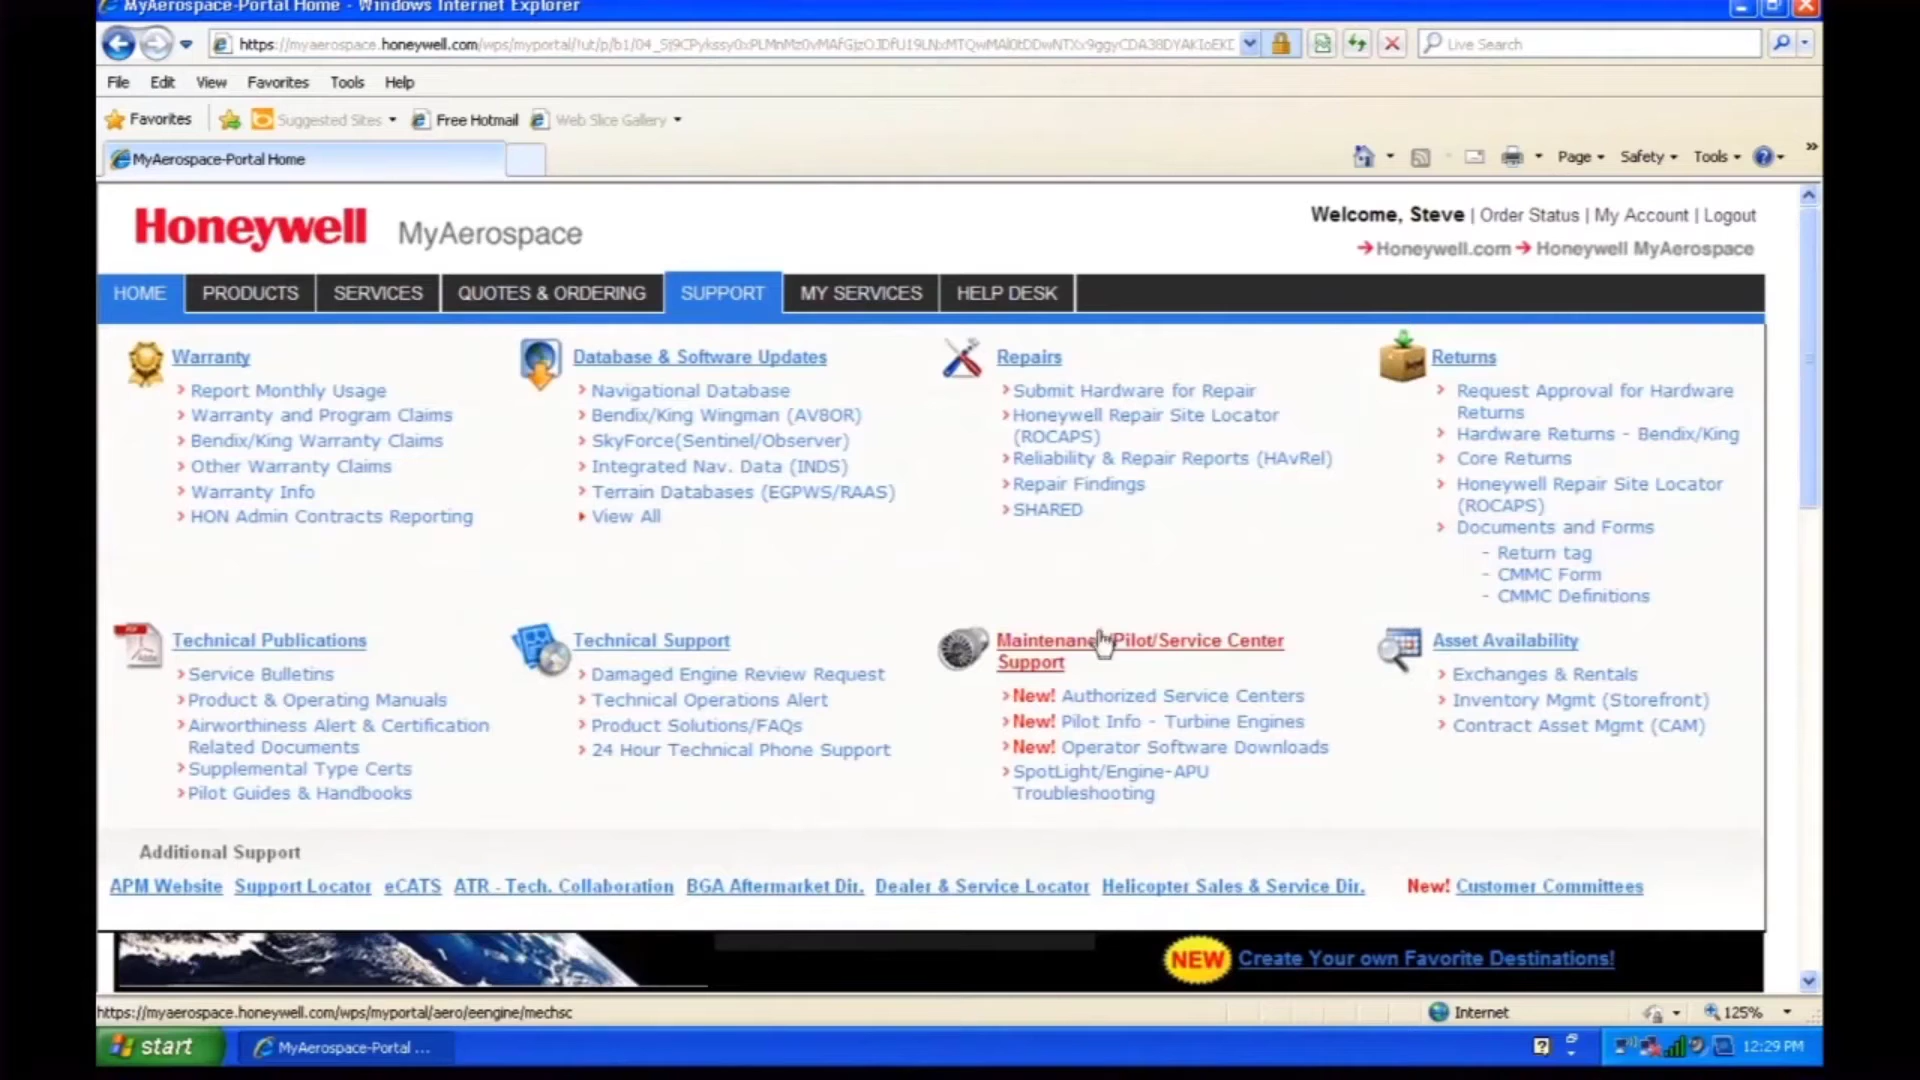 MyAerospace-Portal Home - Windows Internet Explorer
Live Search
File Edit View Favorites Tools Help
Favorites Suggested Sites Free Hotmail Web Slice Gallery
MyAerospace-Portal Home
Page Safety Tools
Honeywell MyAerospace
Welcome, Steve | Order Status | My Account | Logout
Honeywell.com Honeywell MyAerospace
HOME PRODUCTS SERVICES QUOTES & ORDERING SUPPORT MY SERVICES HELP DESK
Warranty
Report Monthly Usage
Warranty and Program Claims
Bendix/King Warranty Claims
Other Warranty Claims
Warranty Info
HON Admin Contracts Reporting
Database & Software Updates
Navigational Database
Bendix/King Wingman (AV8OR)
SkyForce(Sentinel/Observer)
Integrated Nav. Data (INDS)
Terrain Databases (EGPWS/RAAS)
View All
Repairs
Submit Hardware for Repair
Honeywell Repair Site Locator
(ROCAPS)
Reliability & Repair Reports (HAvRel)
Repair Findings
SHARED
Returns
Request Approval for Hardware
Returns
Hardware Returns - Bendix/King
Core Returns
Honeywell Repair Site Locator
(ROCAPS)
Documents and Forms
- Return tag
- CMMC Form
- CMMC Definitions
Technical Publications
Service Bulletins
Product & Operating Manuals
Airworthiness Alert & Certification
Related Documents
Supplemental Type Certs
Pilot Guides & Handbooks
Technical Support
Damaged Engine Review Request
Technical Operations Alert
Product Solutions/FAQs
24 Hour Technical Phone Support
Maintenance/Pilot/Service Center
Support
New! Authorized Service Centers
New! Pilot Info - Turbine Engines
New! Operator Software Downloads
SpotLight/Engine-APU
Troubleshooting
Asset Availability
Exchanges & Rentals
Inventory Mgmt (Storefront)
Contract Asset Mgmt (CAM)
Additional Support
APM Website Support Locator eCATS ATR - Tech. Collaboration BGA Aftermarket Dir. Dealer & Service Locator Helicopter Sales & Service Dir. New! Customer Committees
NEW Create Your own Favorite Destinations!
https://myaerospace.honeywell.com/wps/myportal/aero/eengine/mechsc Internet 125%
start MyAerospace-Portal ... 12:29 PM